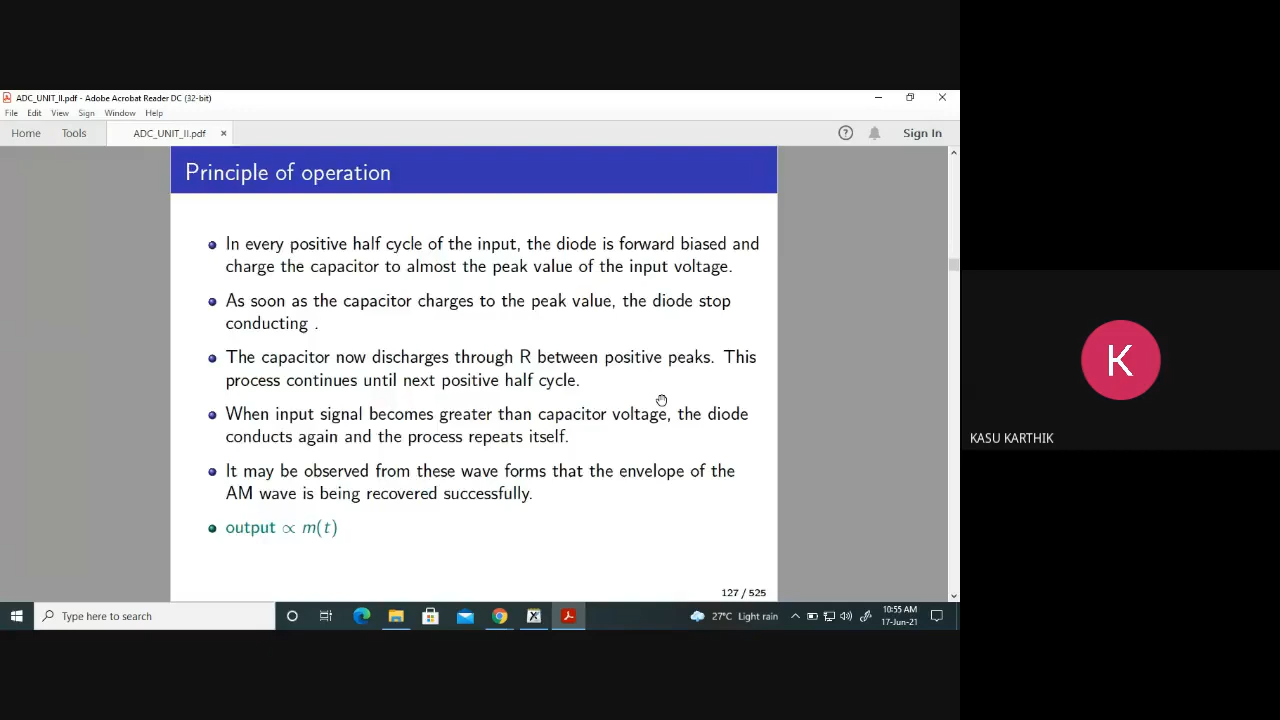 ADC_UNIT_II.pdf - Adobe Acrobat Reader DC (32-bit)
File Edit View Sign Window Help
Home Tools ADC_UNIT_II.pdf × ? Sign In
Principle of operation
In every positive half cycle of the input, the diode is forward biased and
charge the capacitor to almost the peak value of the input voltage.
As soon as the capacitor charges to the peak value, the diode stop
conducting .
The capacitor now discharges through R between positive peaks. This
process continues until next positive half cycle.
When input signal becomes greater than capacitor voltage, the diode
conducts again and the process repeats itself.
It may be observed from these wave forms that the envelope of the
AM wave is being recovered successfully.
output ∝ m(t)
127 / 525
K
KASU KARTHIK
Type here to search
27°C Light rain
10:55 AM
17-Jun-21